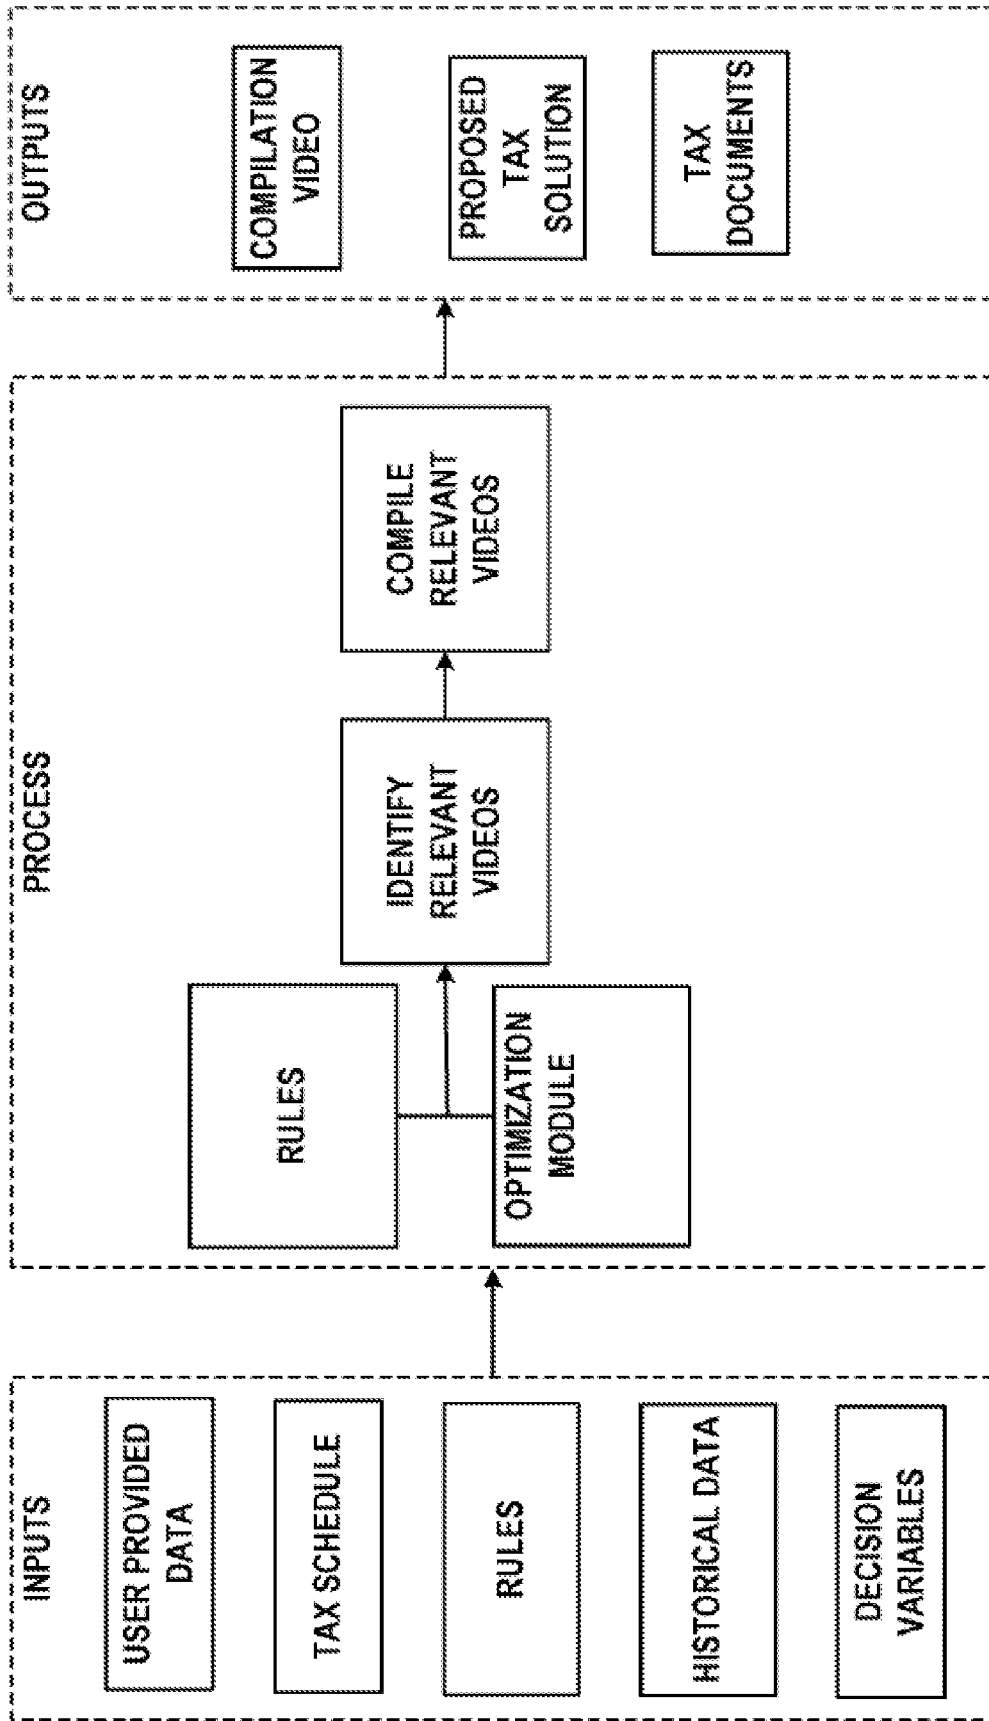 INPUTS
USER PROVIDED
DATA
TAX SCHEDULE
RULES
HISTORICAL DATA
DECISION
VARIABLES
PROCESS
RULES
OPTIMIZATION
MODULE
IDENTIFY
RELEVANT
VIDEOS
COMPILE
RELEVANT
VIDEOS
OUTPUTS
COMPILATION
VIDEO
PROPOSED
TAX
SOLUTION
TAX
DOCUMENTS